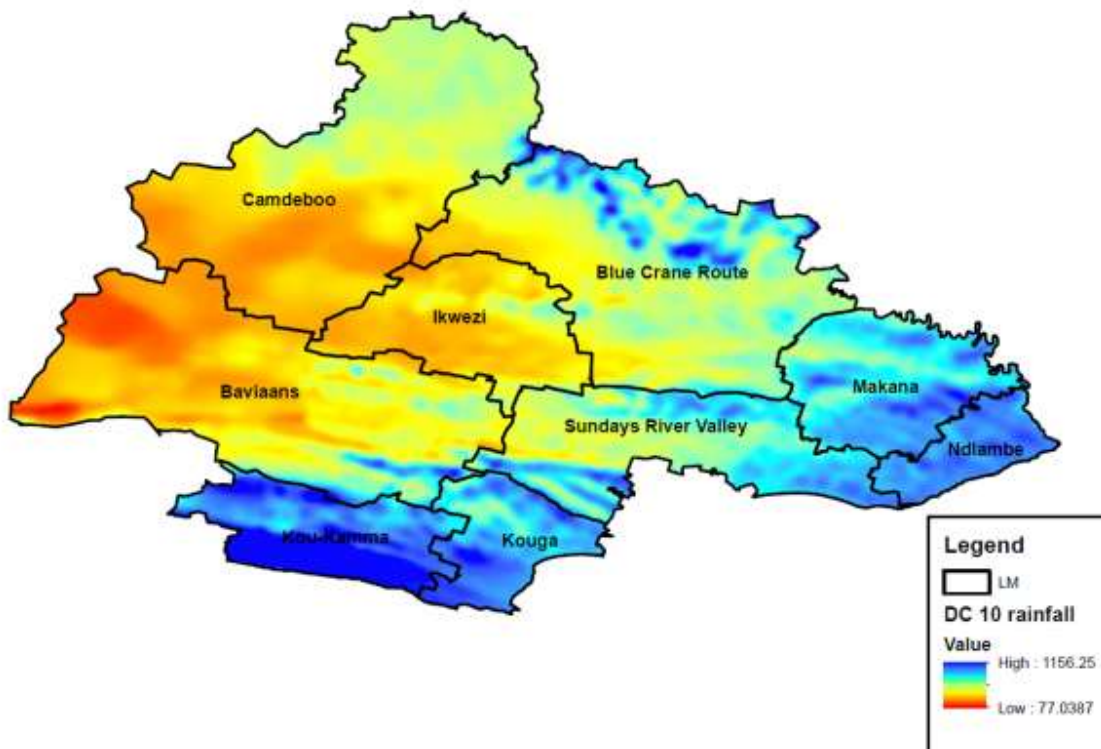 Camdeboo
Blue Crane Route
Ikwezi
Makana
Baviaans
Sundays River Valley
Ndlambe
Kou-Kamma
Kouga
Legend
LM
DC 10 rainfall
Value
High : 1156.25
Low : 77.0387